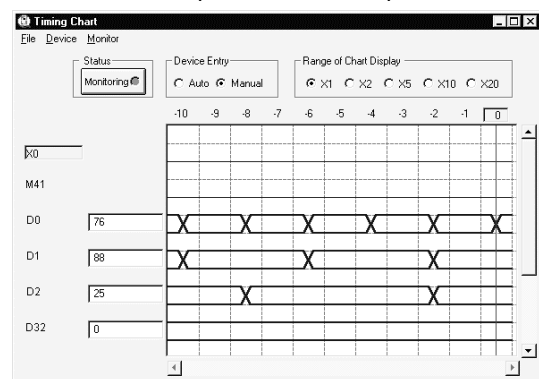 Timing Chart
File Device Monitor
Status
Monitoring
Device Entry
Auto Manual
Range of Chart Display
X1 X2 X5 X10 X20
-10 -9 -8 -7 -6 -5 -4 -3 -2 -1 0
X0
M41
D0 76
D1 88
D2 25
D32 0